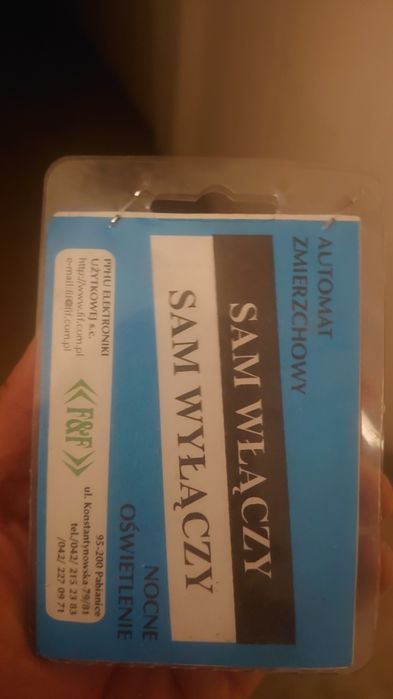 AUTOMAT
ZMIERZCHOWY
SAM WŁĄCZY
SAM WYŁĄCZY
NOCNE
OŚWIETLENIE
PPHU ELEKTRONIKI
UŻYTKOWEJ s.c.
http://www.fif.com.pl
e-mail:fif@fif.com.pl
F&F
95-200 Pabianice
ul. Konstantynowska 79/81
tel./042/ 215 23 83
/042/ 227 09 71